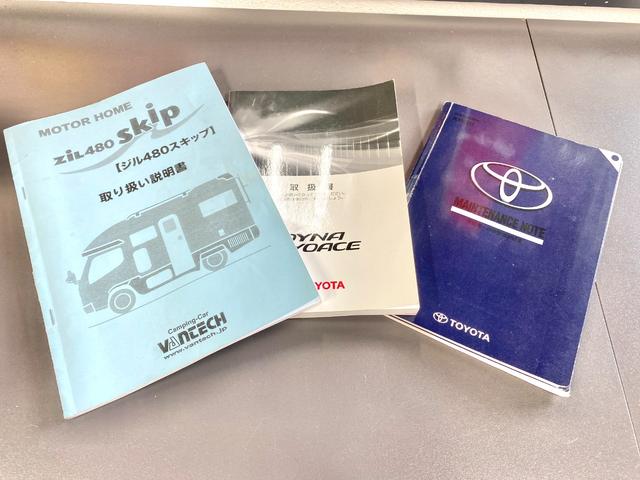 MOTOR HOME
ZiL480 skip
【ジル480スキップ】
取り扱い説明書
Camping-Car
VANTECH
www.vantech.jp
取扱書
DYNA
TOYOACE
TOYOTA
MAINTENANCE NOTE
TOYOTA